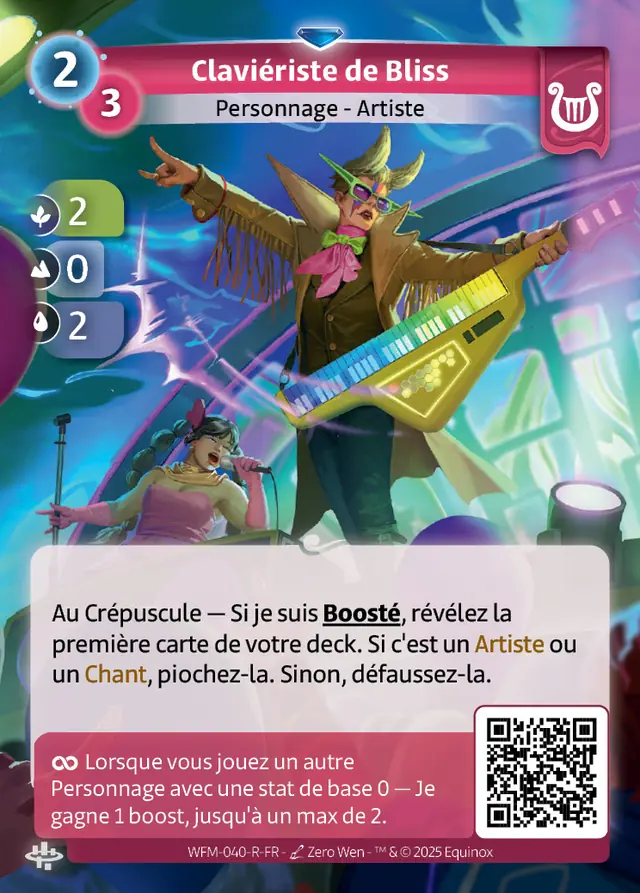 2
Claviériste de Bliss
3
Personnage - Artiste
2
0
2
Au Crépuscule — Si je suis Boosté, révélez la
première carte de votre deck. Si c'est un Artiste ou
un Chant, piochez-la. Sinon, défaussez-la.
∞ Lorsque vous jouez un autre
Personnage avec une stat de base 0 — Je
gagne 1 boost, jusqu'à un max de 2.
WFM-040-R-FR - Zero Wen - ™ & © 2025 Equinox